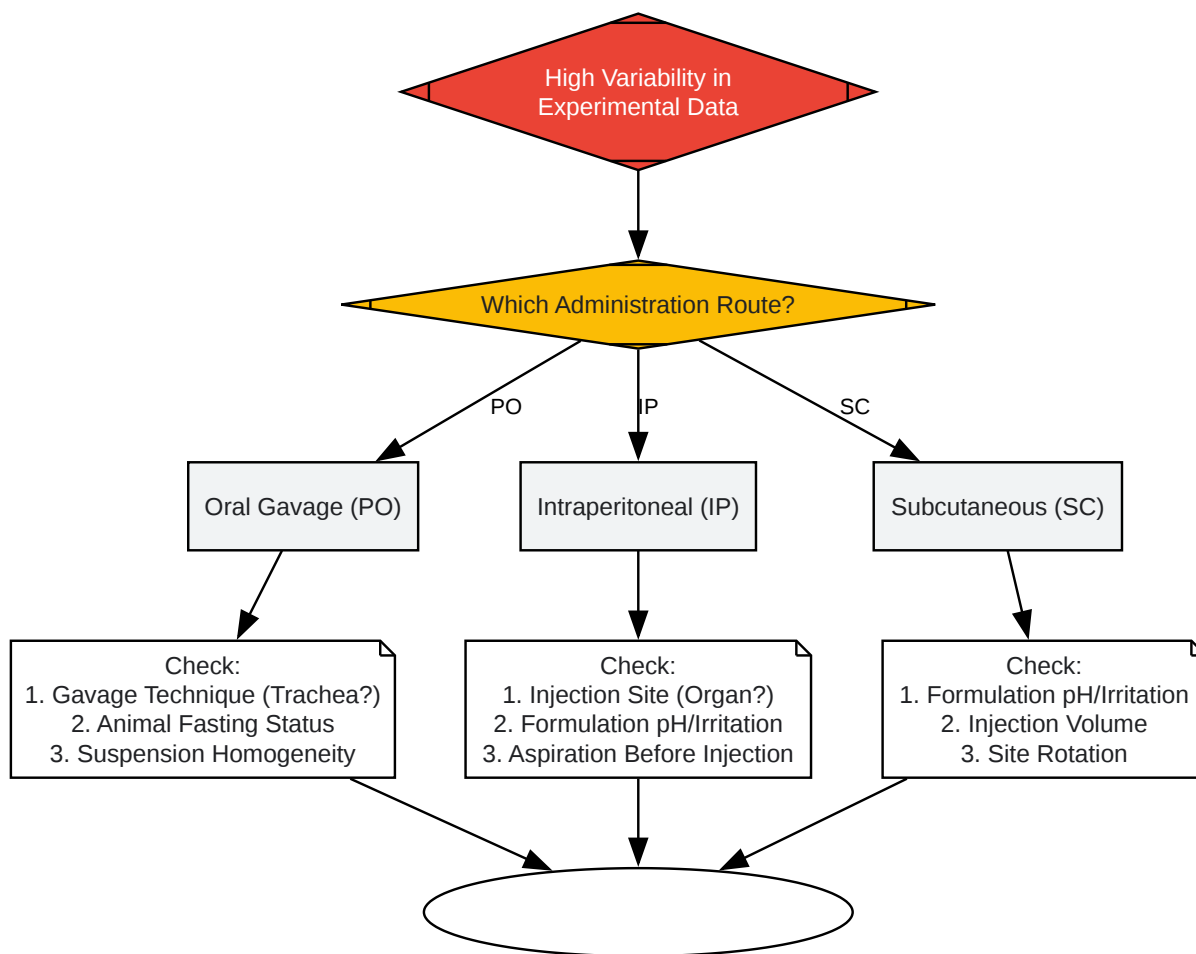 High Variability in
Experimental Data
Which Administration Route?
PO
IP
SC
Oral Gavage (PO)
Intraperitoneal (IP)
Subcutaneous (SC)
Check:
1. Gavage Technique (Trachea?)
2. Animal Fasting Status
3. Suspension Homogeneity
Check:
1. Injection Site (Organ?)
2. Formulation pH/Irritation
3. Aspiration Before Injection
Check:
1. Formulation pH/Irritation
2. Injection Volume
3. Site Rotation